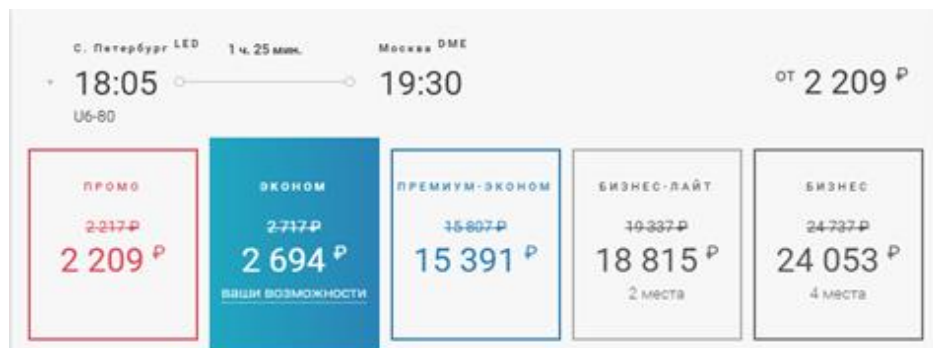 С. Петербург LED 1 ч. 25 мин. Москва DME
18:05 19:30 от 2 209 ₽
U6-80
ПРОМО
2 217 ₽
2 209 ₽
ЭКОНОМ
2 717 ₽
2 694 ₽
ваши возможности
ПРЕМИУМ-ЭКОНОМ
15 807 ₽
15 391 ₽
БИЗНЕС-ЛАЙТ
19 337 ₽
18 815 ₽
2 места
БИЗНЕС
24 737 ₽
24 053 ₽
4 места